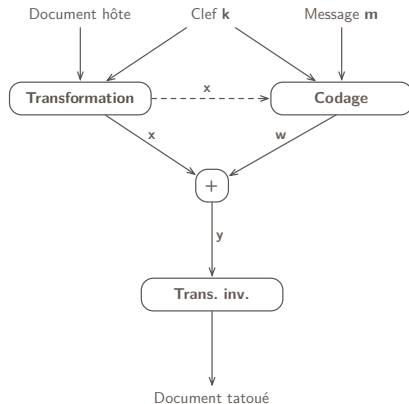 Document hôte
Clef k
Message m
Transformation
x
Codage
x
w
+
y
Trans. inv.
Document tatoué